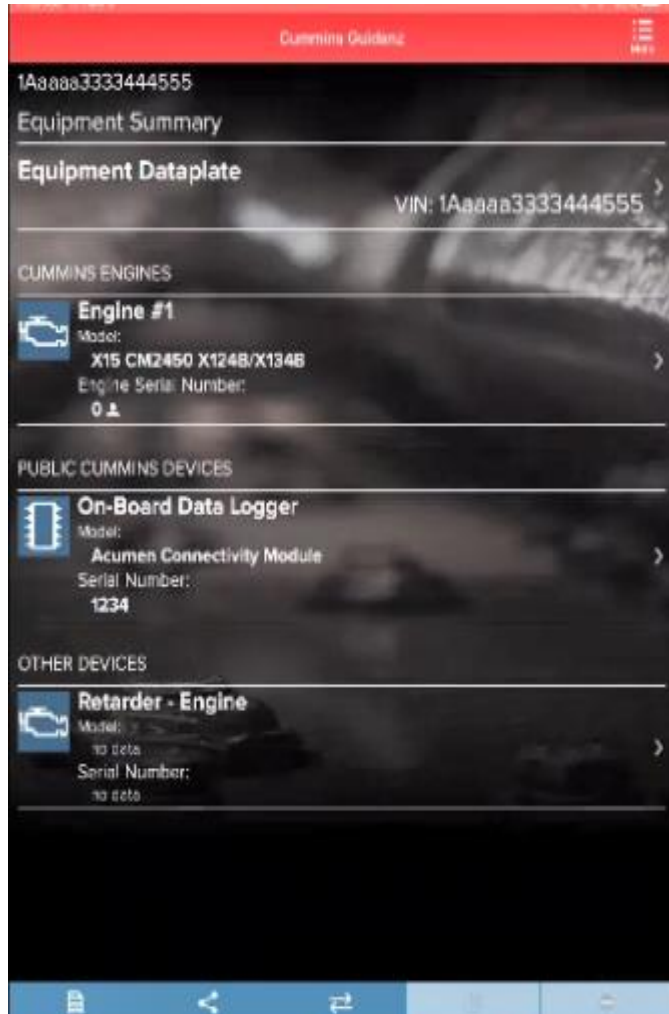 Cummins Guidanz
1Aaaaa3333444555
Equipment Summary
Equipment Dataplate
VIN: 1Aaaaa3333444555
CUMMINS ENGINES
Engine #1
Model:
X15 CM2450 X124B/X134B
Engine Serial Number:
0
PUBLIC CUMMINS DEVICES
On-Board Data Logger
Model:
Acumen Connectivity Module
Serial Number:
1234
OTHER DEVICES
Retarder - Engine
Model:
no data
Serial Number:
no data